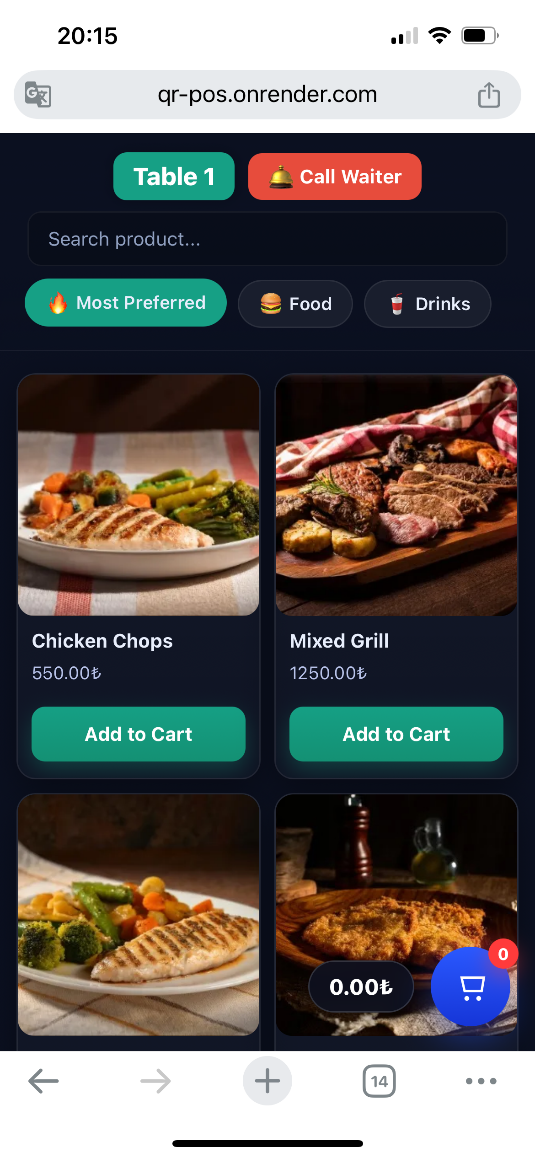 20:15
qr-pos.onrender.com
Table 1
Call Waiter
Search product...
Most Preferred
Food
Drinks
Chicken Chops
550.00₺
Add to Cart
Mixed Grill
1250.00₺
Add to Cart
0
0.00₺
14